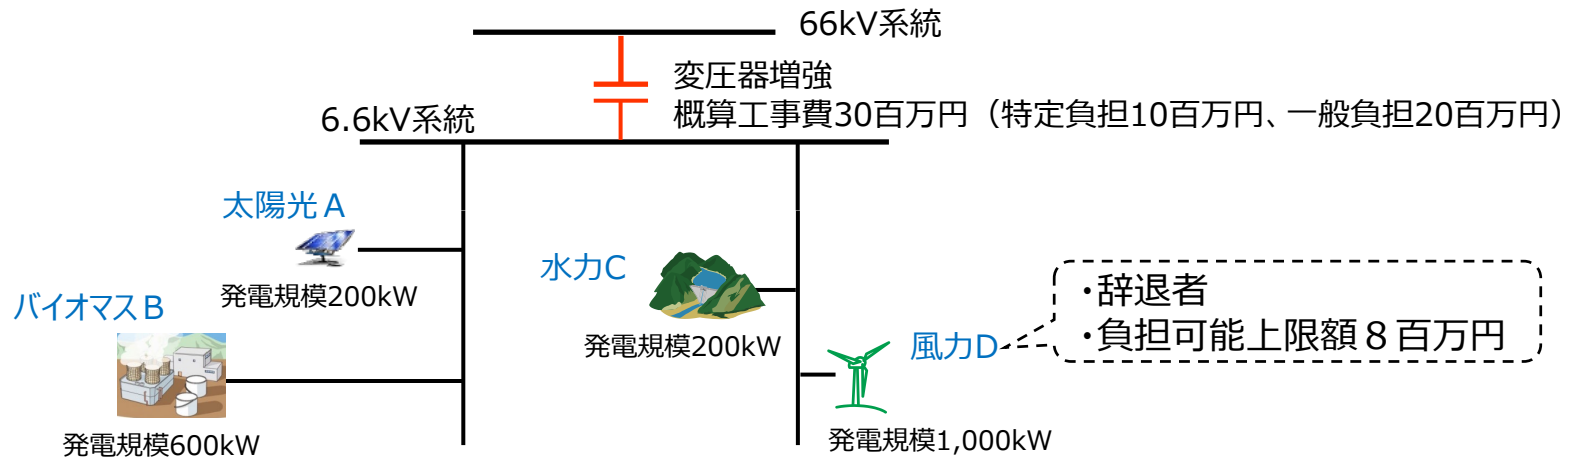 66kV系統
変圧器増強
概算工事費30百万円（特定負担10百万円、一般負担20百万円）
6.6kV系統
太陽光A
発電規模200kW
バイオマスB
発電規模600kW
水力C
発電規模200kW
風力D
発電規模1,000kW
・辞退者
・負担可能上限額８百万円